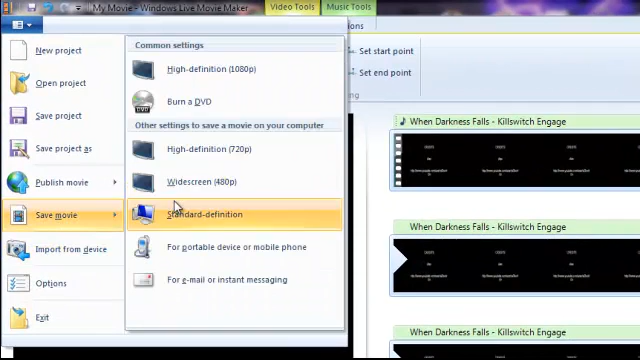 My Movie - Windows Live Movie Maker
Video Tools
Music Tools
New project
Open project
Save project
Save project as
Publish movie
Save movie
Import from device
Options
Exit
Common settings
High-definition (1080p)
Burn a DVD
Other settings to save a movie on your computer
High-definition (720p)
Widescreen (480p)
Standard-definition
For portable device or mobile phone
For e-mail or instant messaging
Set start point
Set end point
When Darkness Falls - Killswitch Engage
When Darkness Falls - Killswitch Engage
When Darkness Falls - Killswitch Engage